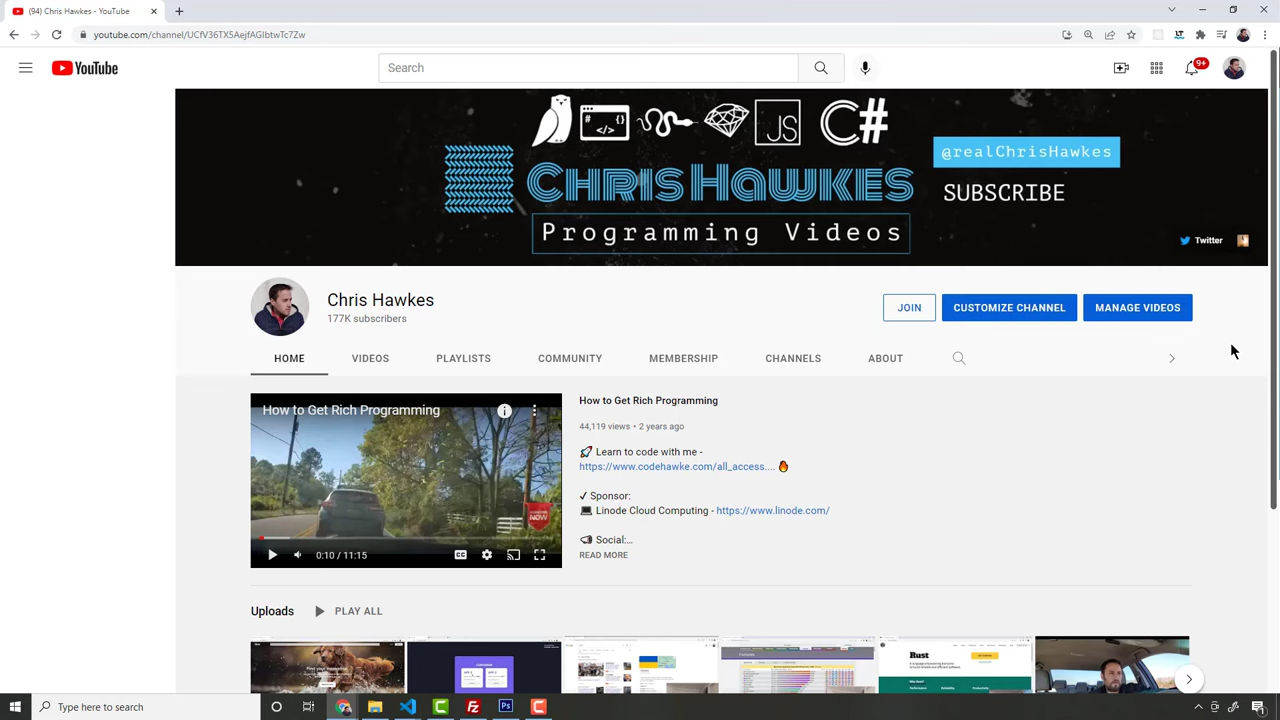 (94) Chris Hawkes - YouTube
youtube.com/channel/UCfV36TX5AejfAGIbtwTc7Zw
YouTube
Search
9+
# </> {}
JS
C#
@realChrisHawkes
CHRIS HAWKES
SUBSCRIBE
Programming Videos
Twitter
Chris Hawkes
177K subscribers
JOIN
CUSTOMIZE CHANNEL
MANAGE VIDEOS
HOME
VIDEOS
PLAYLISTS
COMMUNITY
MEMBERSHIP
CHANNELS
ABOUT
How to Get Rich Programming
How to Get Rich Programming
44,119 views • 2 years ago
🚀 Learn to code with me -
https://www.codehawke.com/all_access.... 🔥
✓ Sponsor:
💻 Linode Cloud Computing - https://www.linode.com/
NOW
📢 Social:...
0:10 / 11:15
CC
READ MORE
Uploads
PLAY ALL
Rust
Type here to search
Fz
Ps